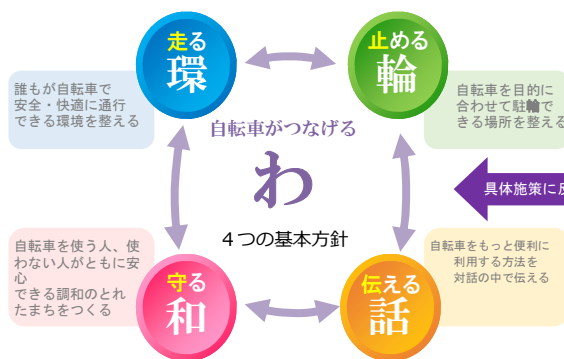 走る
環
止める
輪
誰もが自転車で
安全・快適に通行
できる環境を整える
自転車を目的に
合わせて駐輪で
きる場所を整える
自転車がつなげる
わ
4つの基本方針
具体施策に反
自転車を使う人、使
わない人がともに安
心
できる調和のとれ
たまちをつくる
自転車をもっと便利に
利用する方法を
対話の中で伝える
守る
和
伝える
話